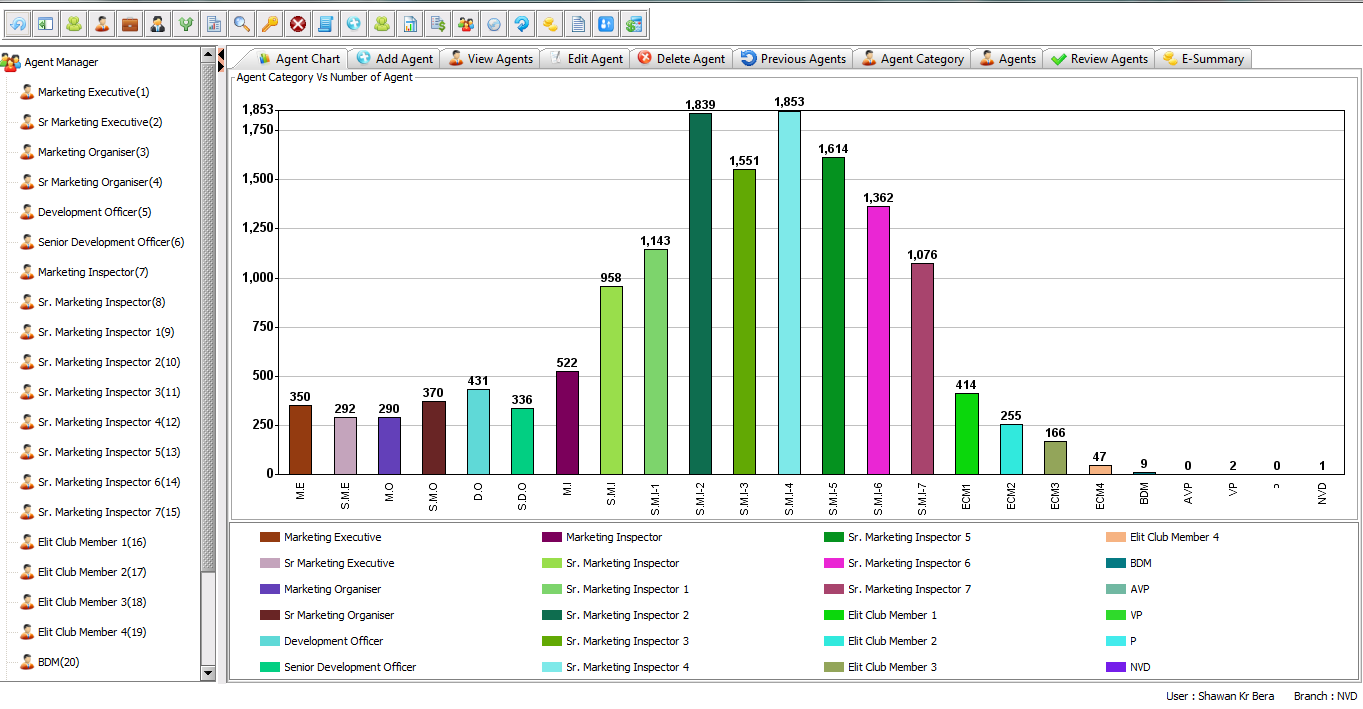 Agent Manager
Marketing Executive(1)
Sr Marketing Executive(2)
Marketing Organiser(3)
Sr Marketing Organiser(4)
Development Officer(5)
Senior Development Officer(6)
Marketing Inspector(7)
Sr. Marketing Inspector(8)
Sr. Marketing Inspector 1(9)
Sr. Marketing Inspector 2(10)
Sr. Marketing Inspector 3(11)
Sr. Marketing Inspector 4(12)
Sr. Marketing Inspector 5(13)
Sr. Marketing Inspector 6(14)
Sr. Marketing Inspector 7(15)
Elit Club Member 1(16)
Elit Club Member 2(17)
Elit Club Member 3(18)
Elit Club Member 4(19)
BDM(20)
Agent Chart Add Agent View Agents Edit Agent Delete Agent Previous Agents Agent Category Agents Review Agents E-Summary
Agent Category Vs Number of Agent
1,853
1,750
1,500
1,250
1,000
750
500
250
0
350 292 290 370 431 336 522 958 1,143 1,839 1,551 1,853 1,614 1,362 1,076 414 255 166 47 9 0 2 0 1
M.E S.M.E M.O S.M.O D.O S.D.O M.I S.M.I S.M.I-1 S.M.I-2 S.M.I-3 S.M.I-4 S.M.I-5 S.M.I-6 S.M.I-7 ECM1 ECM2 ECM3 ECM4 BDM AVP VP P NVD
Marketing Executive Marketing Inspector Sr. Marketing Inspector 5 Elit Club Member 4
Sr Marketing Executive Sr. Marketing Inspector Sr. Marketing Inspector 6 BDM
Marketing Organiser Sr. Marketing Inspector 1 Sr. Marketing Inspector 7 AVP
Sr Marketing Organiser Sr. Marketing Inspector 2 Elit Club Member 1 VP
Development Officer Sr. Marketing Inspector 3 Elit Club Member 2 P
Senior Development Officer Sr. Marketing Inspector 4 Elit Club Member 3 NVD
User : Shawan Kr Bera Branch : NVD